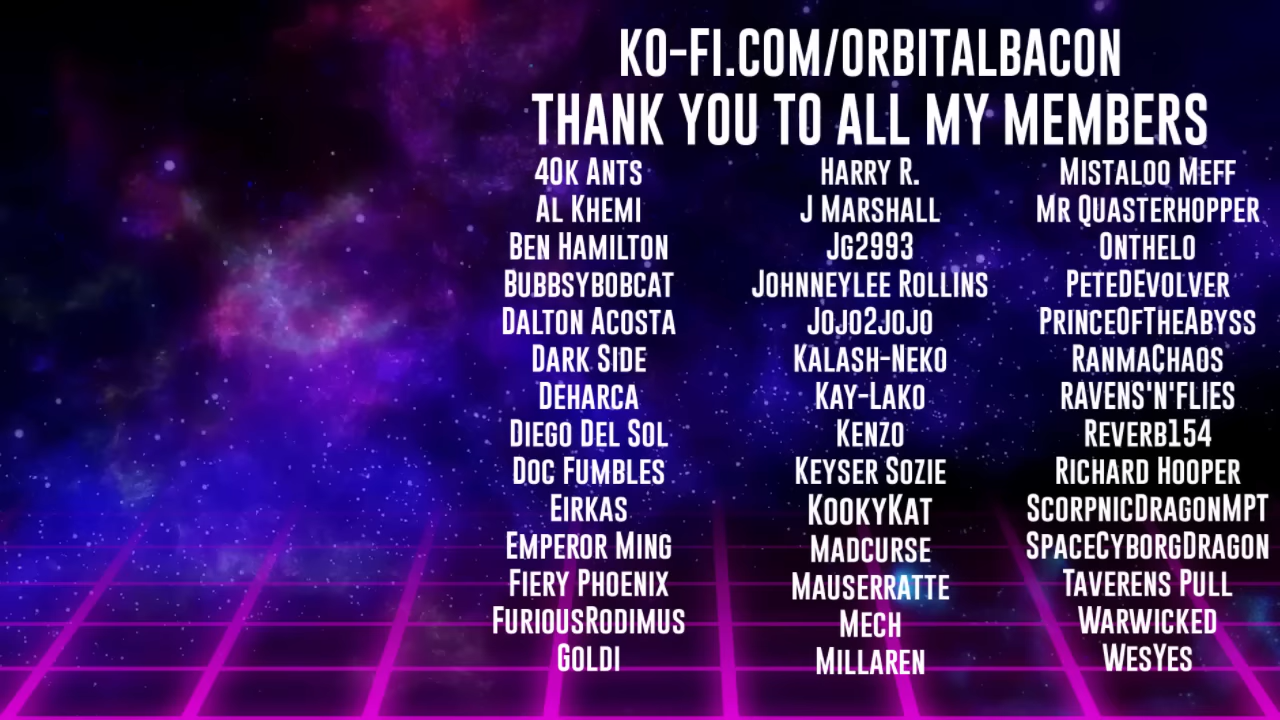 KO-FI.COM/ORBITALBACON
THANK YOU TO ALL MY MEMBERS
40k Ants
Al Khemi
Ben Hamilton
Bubbsybobcat
Dalton Acosta
Dark Side
Deharca
Diego Del Sol
Doc Fumbles
Eirkas
Emperor Ming
Fiery Phoenix
FuriousRodimus
Goldi
Harry R.
J Marshall
Jg2993
Johnneylee Rollins
Jojo2jojo
Kalash-Neko
Kay-Lako
Kenzo
Keyser Sozie
KookyKat
Madcurse
Mauserratte
Mech
Millaren
Mistaloo Meff
Mr Quasterhopper
Onthelo
PeteDEvolver
PrinceOfTheAbyss
RanmaChaos
RAVENS'N'FLIES
Reverb154
Richard Hooper
ScorpnicDragonMPT
SpaceCyborgDragon
Taverens Pull
Warwicked
WesYes